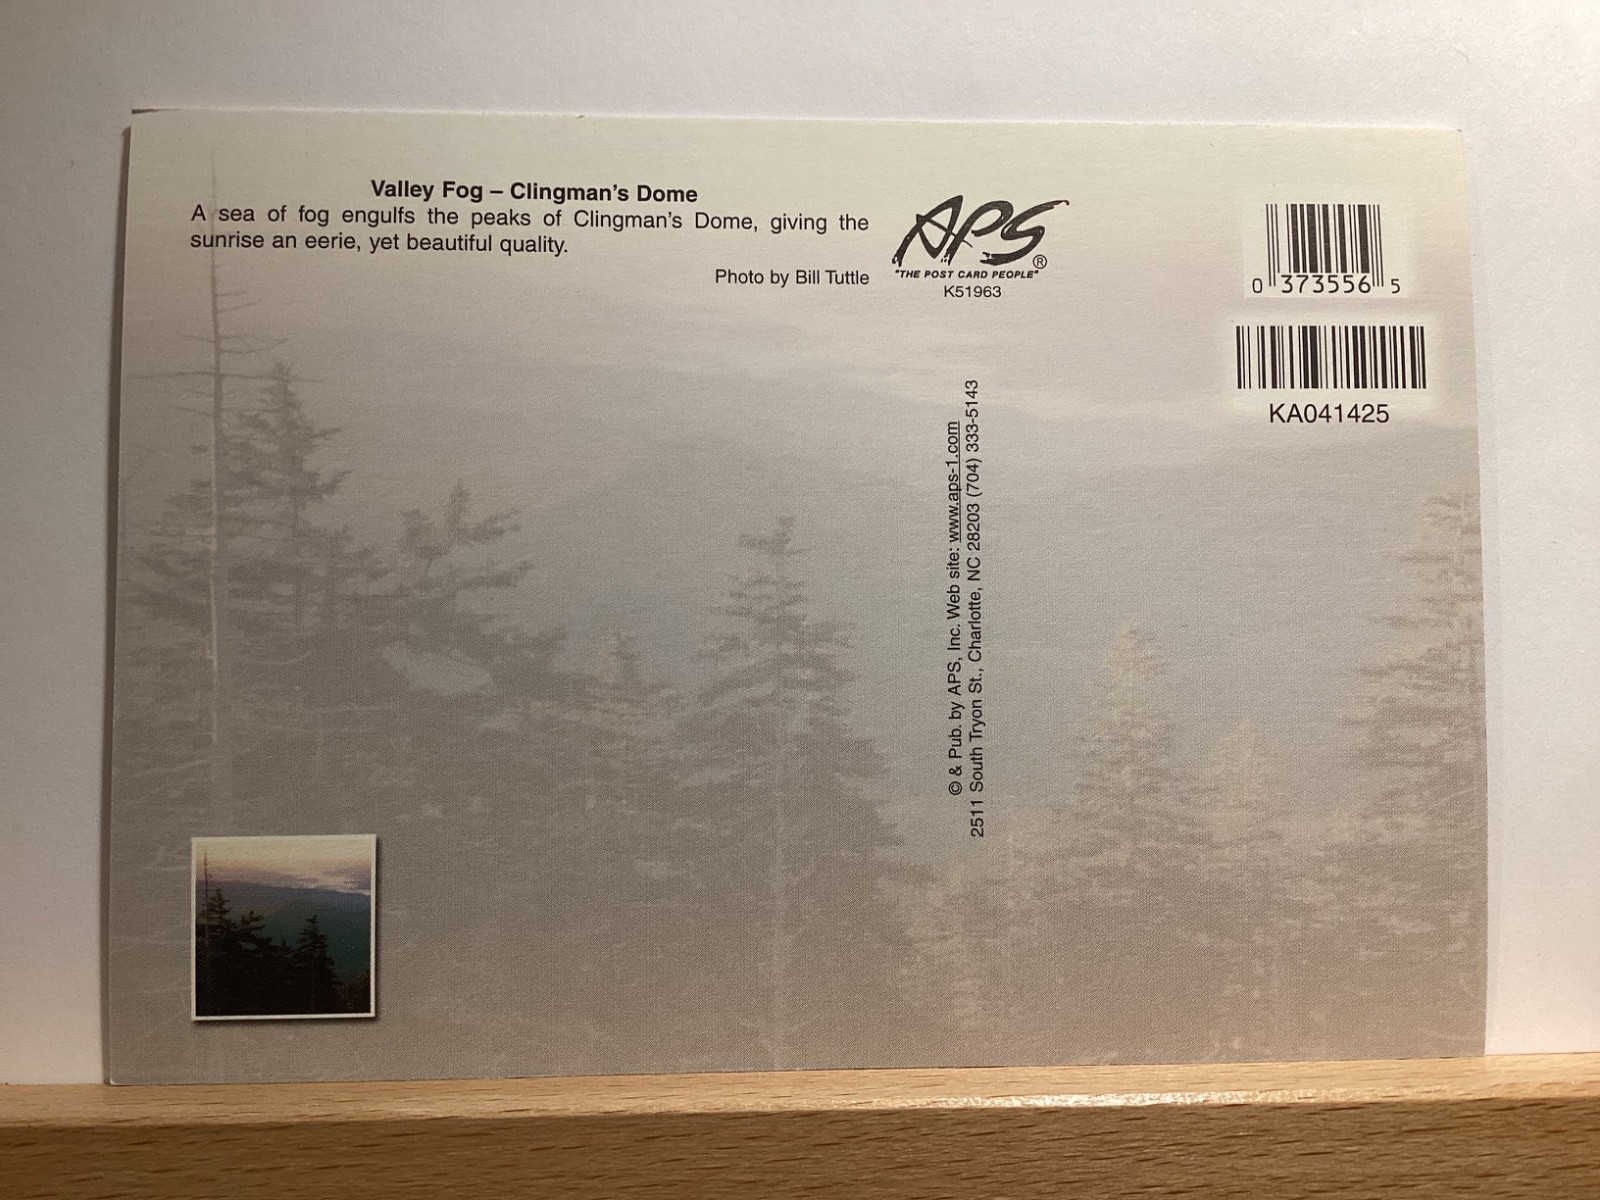 Valley Fog – Clingman's Dome
A sea of fog engulfs the peaks of Clingman's Dome, giving the
sunrise an eerie, yet beautiful quality.
Photo by Bill Tuttle
APS®
"THE POST CARD PEOPLE"
K51963
0 373556 5
KA041425
© & Pub. by APS, Inc. Web site: www.aps-1.com
2511 South Tryon St., Charlotte, NC 28203 (704) 333-5143